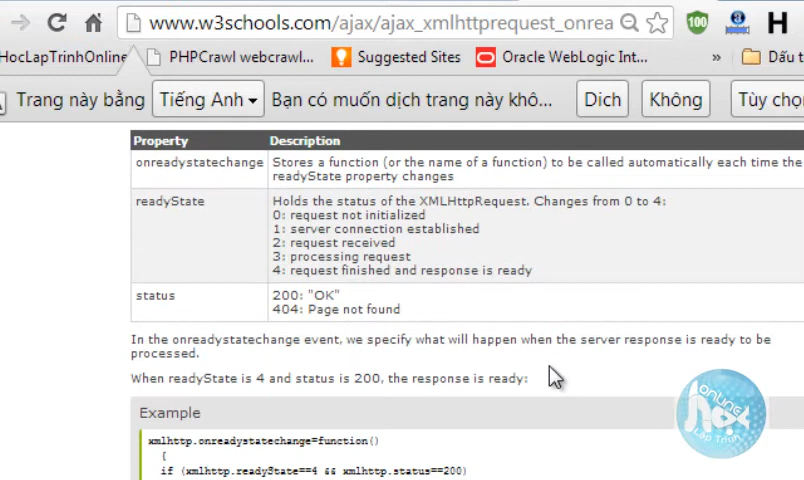 www.w3schools.com/ajax/ajax_xmlhttprequest_onrea
100
H
HocLapTrinhOnline
PHPCrawl webcrawl...
Suggested Sites
Oracle WebLogic Int...
»
Dấu t
Trang này bằng
Tiếng Anh
Bạn có muốn dịch trang này khô...
Dịch
Không
Tùy chọ
Property
Description
onreadystatechange
Stores a function (or the name of a function) to be called automatically each time the
readyState property changes
readyState
Holds the status of the XMLHttpRequest. Changes from 0 to 4:
0: request not initialized
1: server connection established
2: request received
3: processing request
4: request finished and response is ready
status
200: "OK"
404: Page not found
In the onreadystatechange event, we specify what will happen when the server response is ready to be
processed.
When readyState is 4 and status is 200, the response is ready:
Example
xmlhttp.onreadystatechange=function()
{
if (xmlhttp.readyState==4 && xmlhttp.status==200)
online
Học
Lập Trình